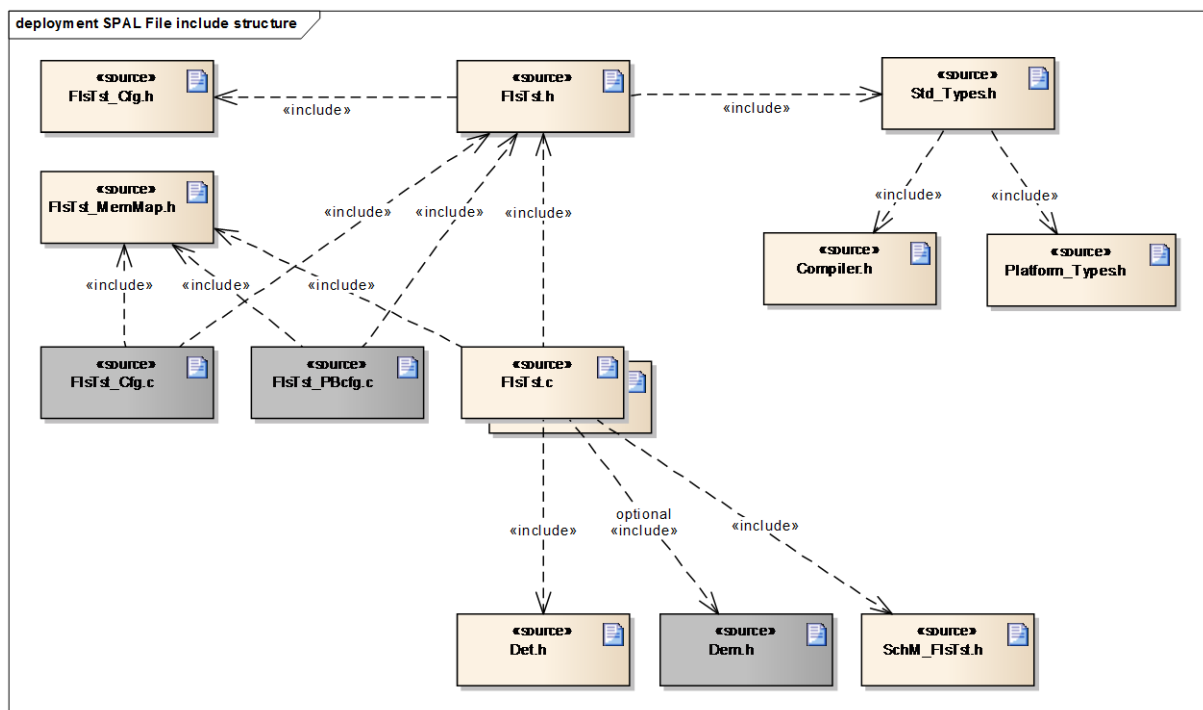 deployment SPAL File include structure
«source»
FlsTst_Cfg.h
«source»
FlsTst.h
«source»
Std_Types.h
«include»
«include»
«source»
FlsTst_MemMap.h
«include»
«include»
«include»
«include»
«include»
«source»
Compiler.h
«source»
Platform_Types.h
«include»
«include»
«include»
«source»
FlsTst_Cfg.c
«source»
FlsTst_PBcfg.c
«source»
FlsTst.c
«include»
optional
«include»
«include»
«source»
Det.h
«source»
Dem.h
«source»
SchM_FlsTst.h